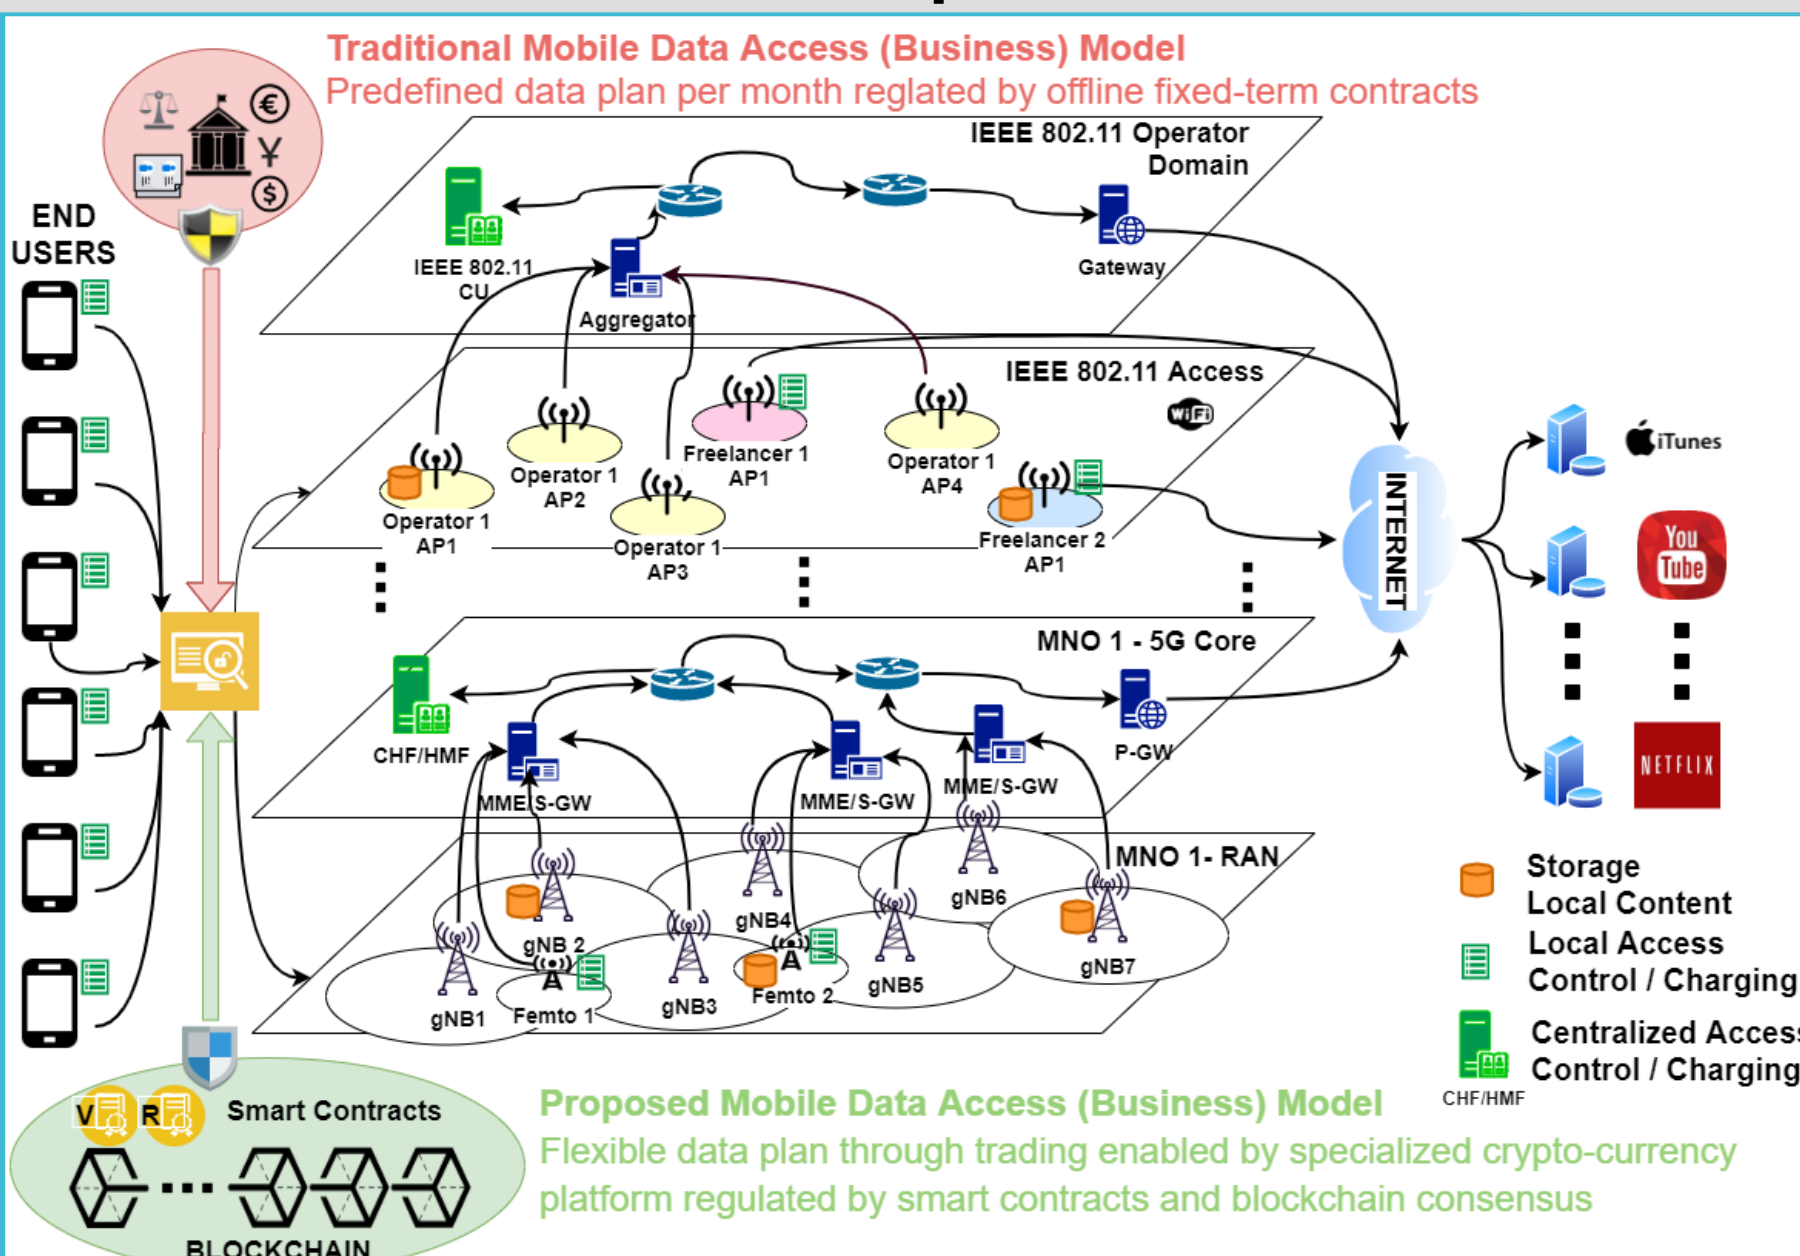 Traditional Mobile Data Access (Business) Model
Predefined data plan per month reglated by offline fixed-term contracts
€
¥
$
END
USERS
IEEE 802.11 Operator
Domain
IEEE 802.11
CU
Aggregator
Gateway
IEEE 802.11 Access
WiFi
Operator 1
AP1
Operator 1
AP2
Operator 1
AP3
Freelancer 1
AP1
Operator 1
AP4
Freelancer 2
AP1
INTERNET
iTunes
You
Tube
NETFLIX
MNO 1 - 5G Core
CHF/HMF
MME/S-GW
MME/S-GW
MME/S-GW
P-GW
MNO 1- RAN
gNB1
gNB 2
Femto 1
gNB3
gNB4
Femto 2
gNB5
gNB6
gNB7
Storage
Local Content
Local Access
Control / Charging
Centralized Access
Control / Charging
CHF/HMF
V
R
Smart Contracts
BLOCKCHAIN
Proposed Mobile Data Access (Business) Model
Flexible data plan through trading enabled by specialized crypto-currency
platform regulated by smart contracts and blockchain consensus